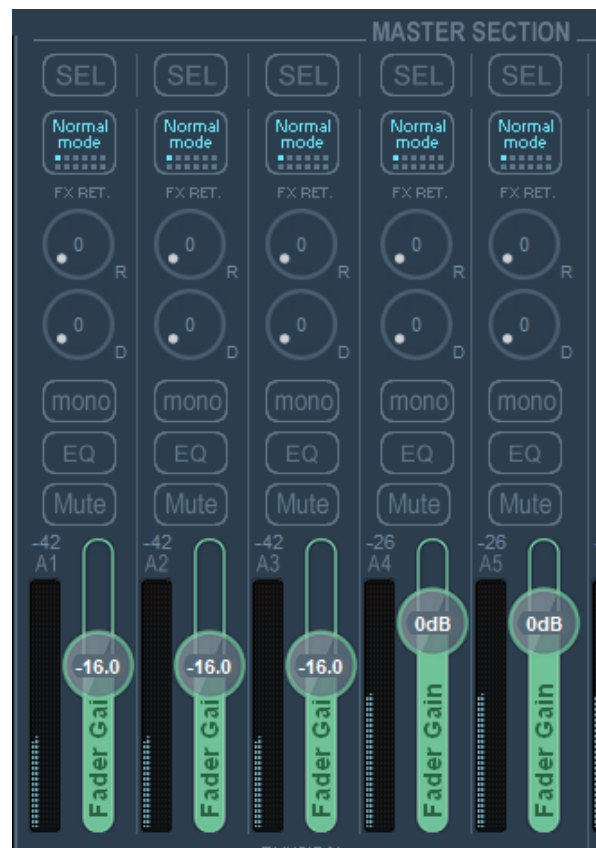 MASTER SECTION
SEL SEL SEL SEL SEL
Normal mode Normal mode Normal mode Normal mode Normal mode
FX RET. FX RET. FX RET. FX RET. FX RET.
0 0 0 0 0
R R R R R
0 0 0 0 0
D D D D D
mono mono mono mono mono
EQ EQ EQ EQ EQ
Mute Mute Mute Mute Mute
-42 -42 -42 -26 -26
A1 A2 A3 A4 A5
0dB 0dB
-16.0 -16.0 -16.0
Fader Gai Fader Gai Fader Gai Fader Gain Fader Gain